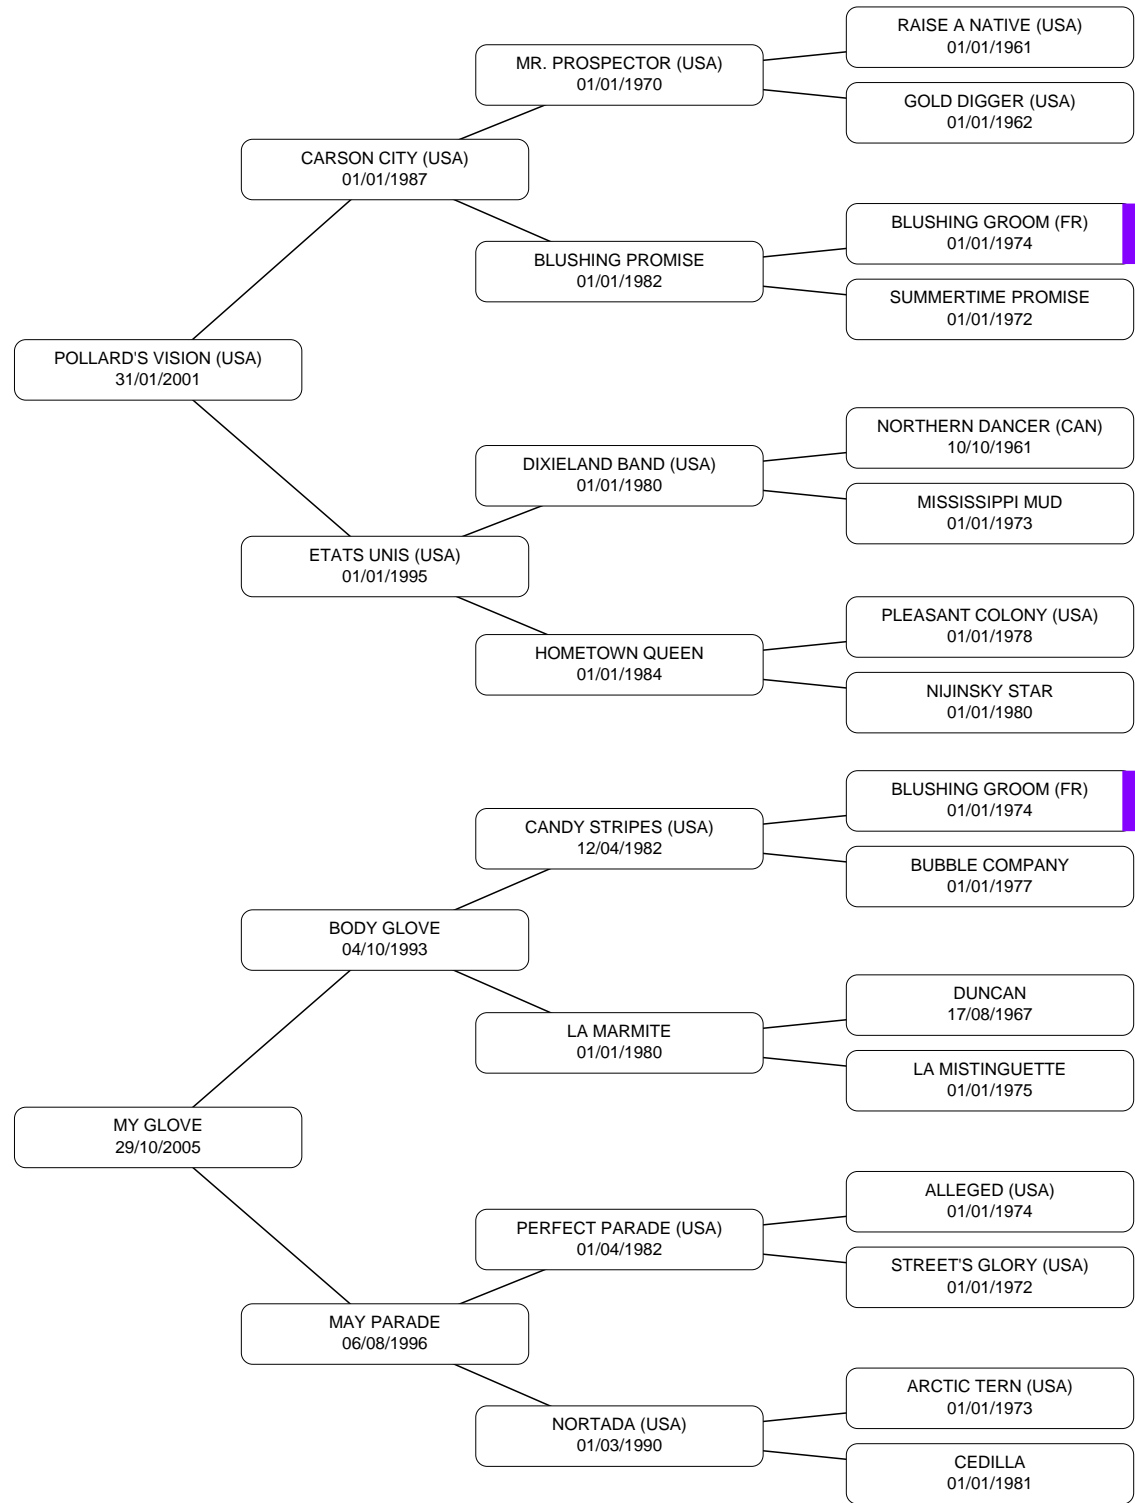 RAISE A NATIVE (USA)
01/01/1961
MR. PROSPECTOR (USA)
01/01/1970
GOLD DIGGER (USA)
01/01/1962
CARSON CITY (USA)
01/01/1987
BLUSHING GROOM (FR)
01/01/1974
BLUSHING PROMISE
01/01/1982
SUMMERTIME PROMISE
01/01/1972
POLLARD'S VISION (USA)
31/01/2001
NORTHERN DANCER (CAN)
10/10/1961
DIXIELAND BAND (USA)
01/01/1980
MISSISSIPPI MUD
01/01/1973
ETATS UNIS (USA)
01/01/1995
PLEASANT COLONY (USA)
01/01/1978
HOMETOWN QUEEN
01/01/1984
NIJINSKY STAR
01/01/1980
BLUSHING GROOM (FR)
01/01/1974
CANDY STRIPES (USA)
12/04/1982
BUBBLE COMPANY
01/01/1977
BODY GLOVE
04/10/1993
DUNCAN
17/08/1967
LA MARMITE
01/01/1980
LA MISTINGUETTE
01/01/1975
MY GLOVE
29/10/2005
ALLEGED (USA)
01/01/1974
PERFECT PARADE (USA)
01/04/1982
STREET'S GLORY (USA)
01/01/1972
MAY PARADE
06/08/1996
ARCTIC TERN (USA)
01/01/1973
NORTADA (USA)
01/03/1990
CEDILLA
01/01/1981